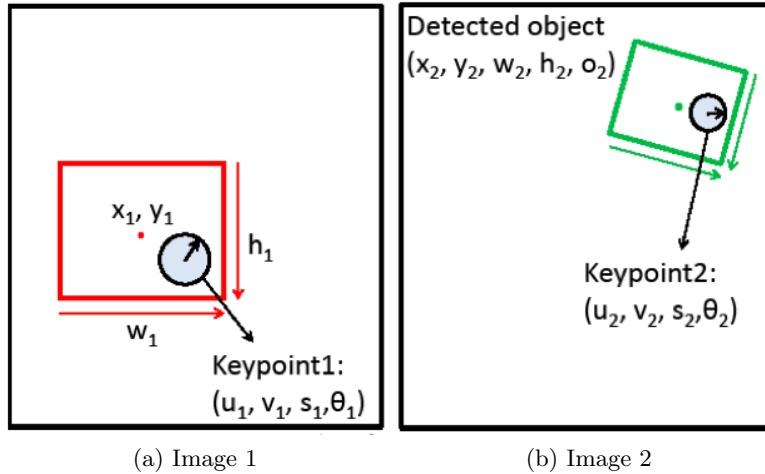 x₁, y₁
h₁
w₁
Keypoint1:
(u₁, v₁, s₁,θ₁)
(a) Image 1
Detected object
(x₂, y₂, w₂, h₂, o₂)
Keypoint2:
(u₂, v₂, s₂,θ₂)
(b) Image 2